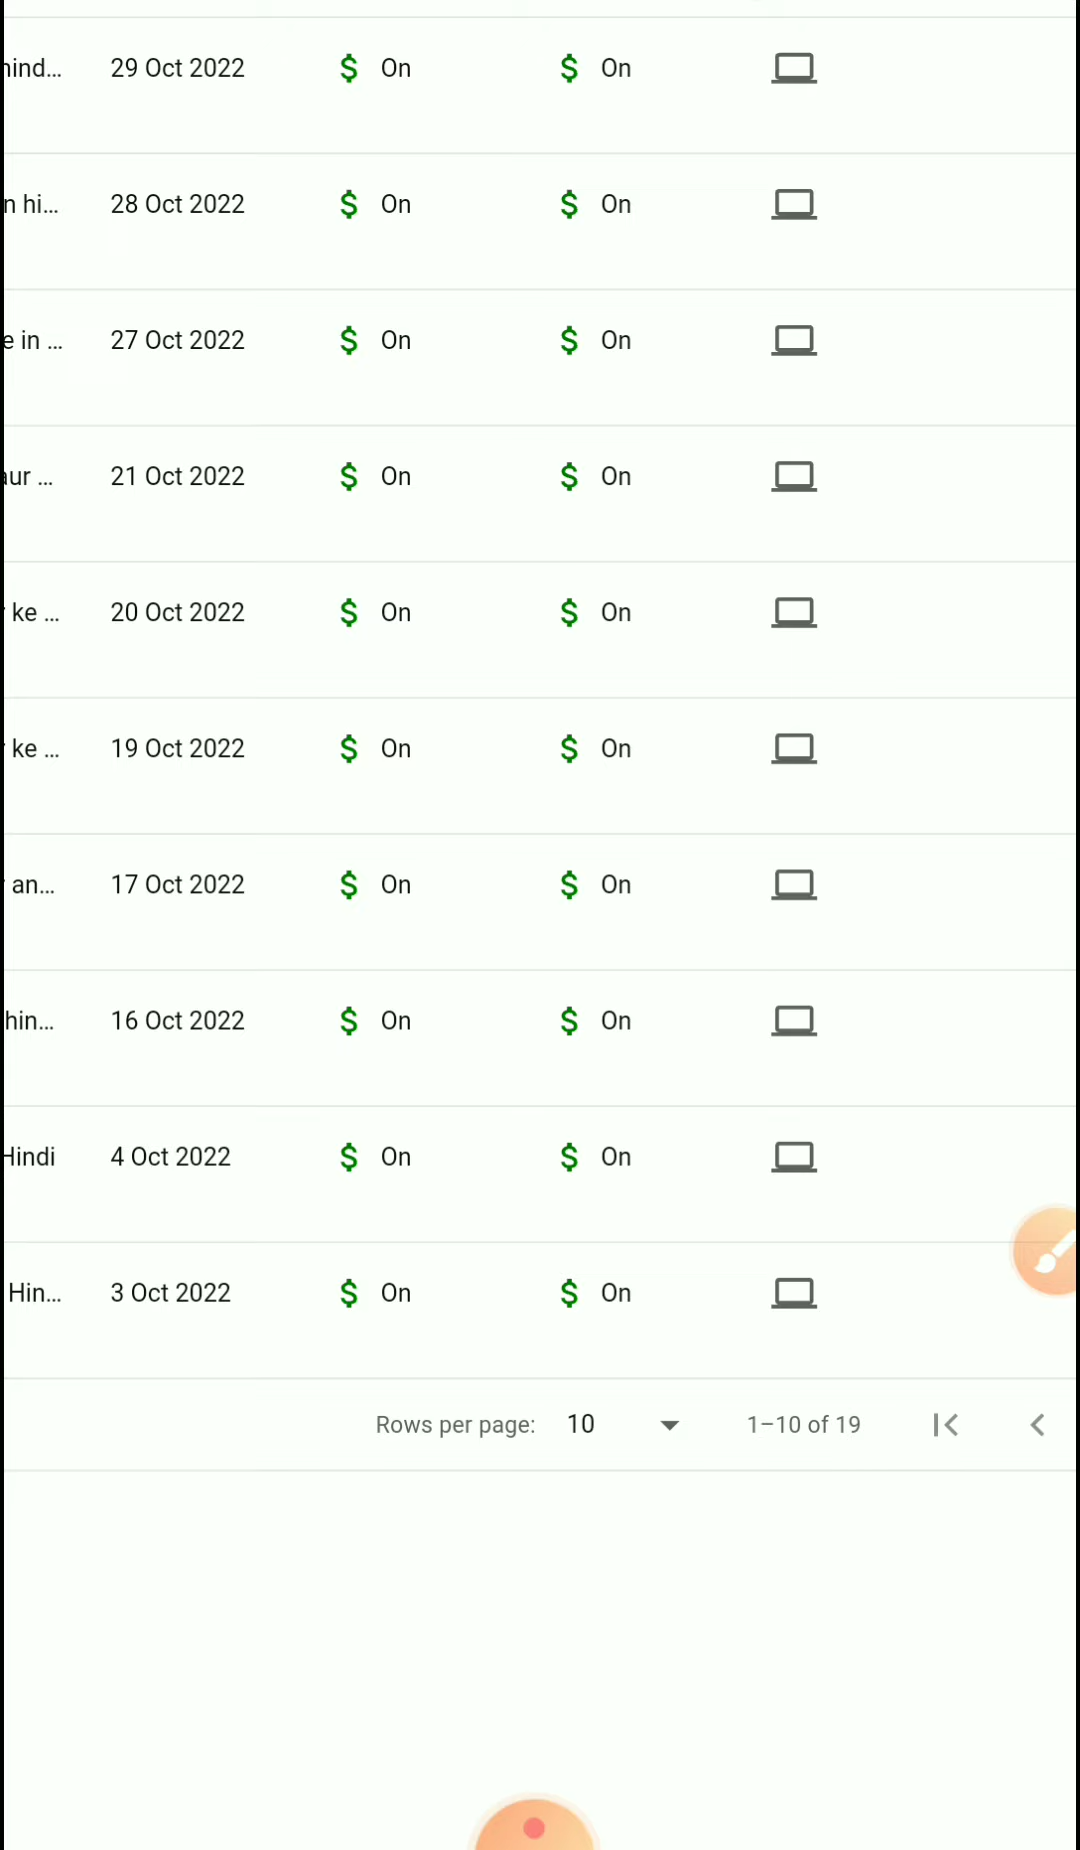 hind... 29 Oct 2022 $ On $ On
n hi... 28 Oct 2022 $ On $ On
e in ... 27 Oct 2022 $ On $ On
aur ... 21 Oct 2022 $ On $ On
ke ... 20 Oct 2022 $ On $ On
ke ... 19 Oct 2022 $ On $ On
an... 17 Oct 2022 $ On $ On
hin... 16 Oct 2022 $ On $ On
Hindi 4 Oct 2022 $ On $ On
Hin... 3 Oct 2022 $ On $ On
Rows per page: 10 1–10 of 19